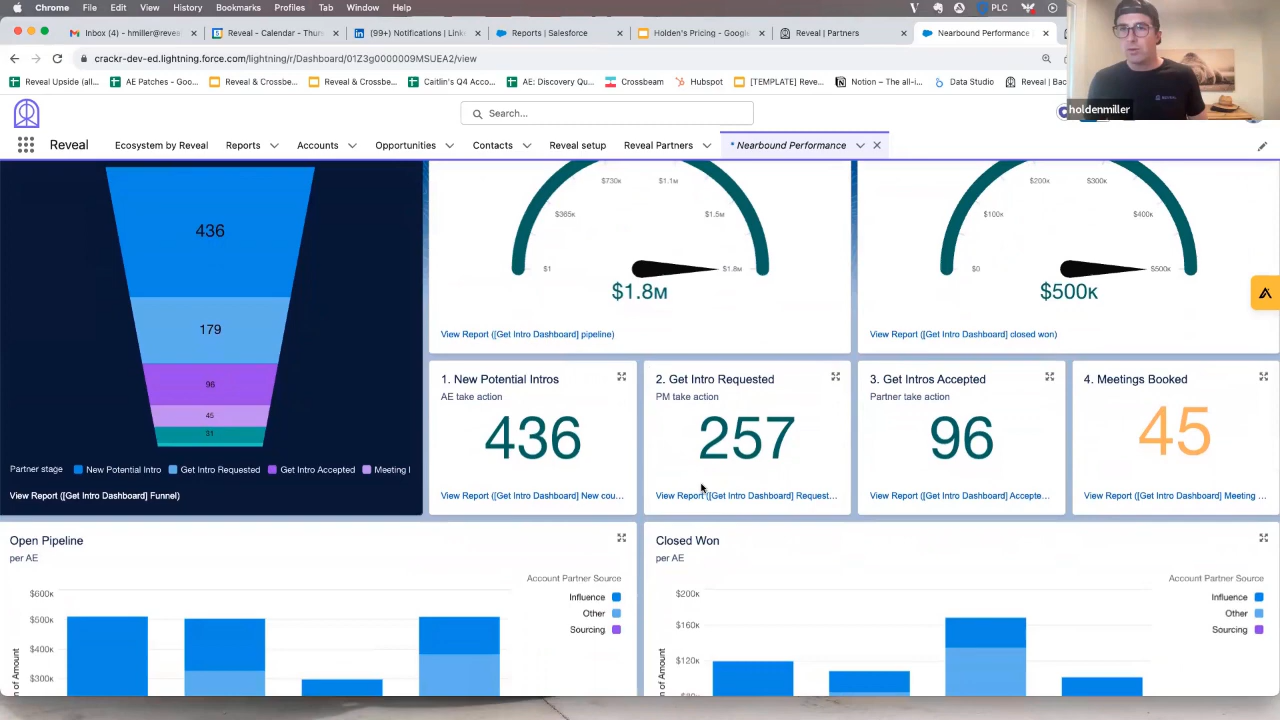 Chrome File Edit View History Bookmarks Profiles Tab Window Help PLC
Inbox (4) - hmiller@reves
Reveal - Calendar - Thurs
(99+) Notifications | Link
Reports | Salesforce
Holden's Pricing - Google
Reveal | Partners
Nearbound Performance
crackr-dev-ed.lightning.force.com/lightning/r/Dashboard/01Z3g0000009MSUEA2/view
Reveal Upside (all...
AE Patches - Goo...
Reveal & Crossbe...
Reveal & Crossbe...
Caitlin's Q4 Acco...
AE: Discovery Qu...
Crossbeam
Hubspot
[TEMPLATE] Reve...
Notion – The all-i...
Data Studio
Reveal | Bac
holdenmiller
REVEAL
Search...
Reveal
Ecosystem by Reveal
Reports
Accounts
Opportunities
Contacts
Reveal setup
Reveal Partners
* Nearbound Performance
436
179
96
45
31
Partner stage
New Potential Intro
Get Intro Requested
Get Intro Accepted
Meeting I
View Report ([Get Intro Dashboard] Funnel)
$1
$365K
$730K
$1.1M
$1.5M
$1.8M
$1.8M
View Report ([Get Intro Dashboard] pipeline)
$0
$100K
$200K
$300K
$400K
$500K
$500K
View Report ([Get Intro Dashboard] closed won)
1. New Potential Intros
AE take action
436
View Report ([Get Intro Dashboard] New cou...
2. Get Intro Requested
PM take action
257
View Report ([Get Intro Dashboard] Request...
3. Get Intros Accepted
Partner take action
96
View Report ([Get Intro Dashboard] Accepte...
4. Meetings Booked
45
View Report ([Get Intro Dashboard] Meeting ...
Open Pipeline
per AE
Account Partner Source
Influence
Other
Sourcing
$600K
$500K
$400K
$300K
n of Amount
Closed Won
per AE
Account Partner Source
Influence
Other
Sourcing
$200K
$160K
$120K
$80K
m of Amount